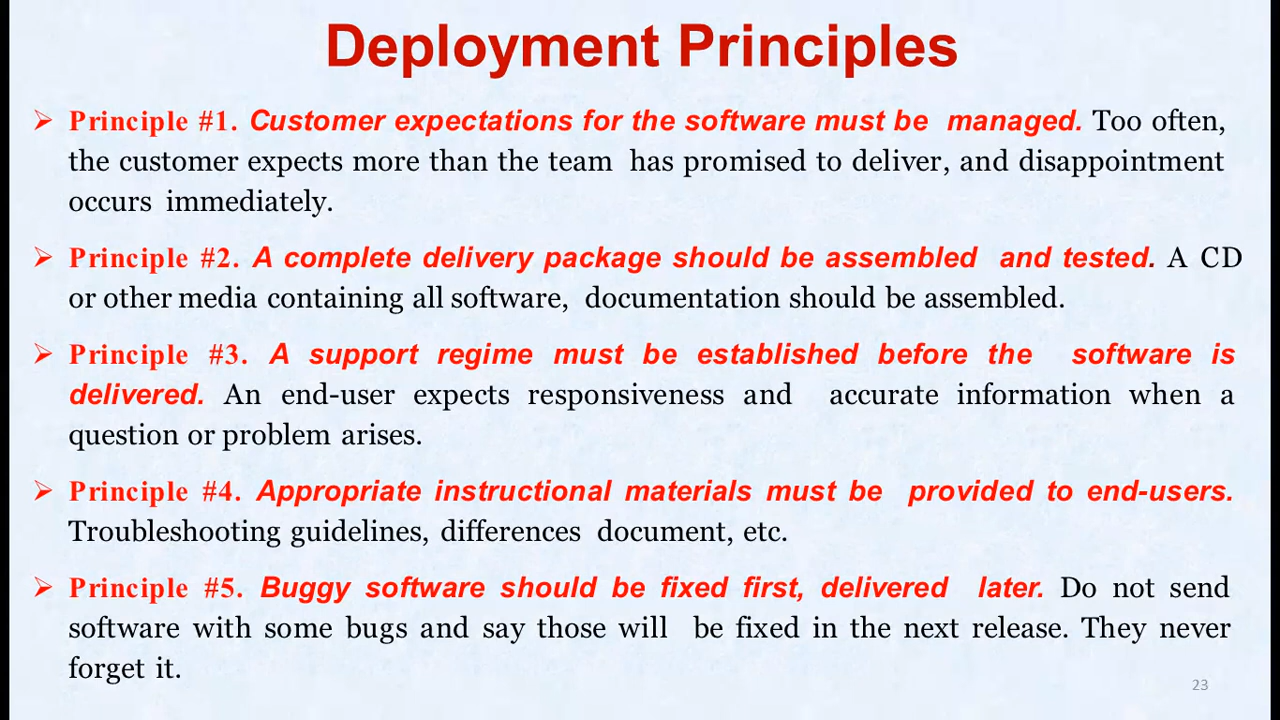 Deployment Principles
➢ Principle #1. Customer expectations for the software must be managed. Too often,
the customer expects more than the team has promised to deliver, and disappointment
occurs immediately.
➢ Principle #2. A complete delivery package should be assembled and tested. A CD
or other media containing all software, documentation should be assembled.
➢ Principle #3. A support regime must be established before the software is
delivered. An end-user expects responsiveness and accurate information when a
question or problem arises.
➢ Principle #4. Appropriate instructional materials must be provided to end-users.
Troubleshooting guidelines, differences document, etc.
➢ Principle #5. Buggy software should be fixed first, delivered later. Do not send
software with some bugs and say those will be fixed in the next release. They never
forget it.
23